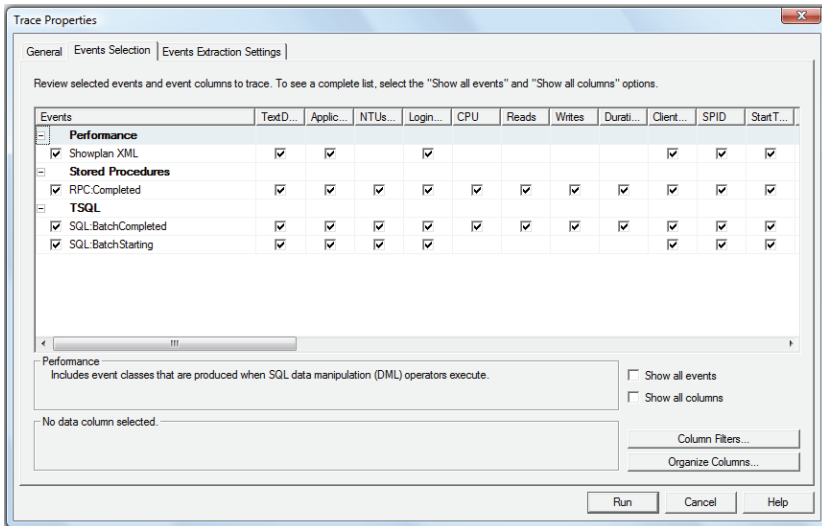 Trace Properties
General Events Selection Events Extraction Settings
Review selected events and event columns to trace. To see a complete list, select the "Show all events" and "Show all columns" options.
Events TextD... Applic... NTUs... Login... CPU Reads Writes Durati... Client... SPID StartT...
Performance
Showplan XML
Stored Procedures
RPC:Completed
TSQL
SQL:BatchCompleted
SQL:BatchStarting
Performance
Includes event classes that are produced when SQL data manipulation (DML) operators execute.
Show all events
Show all columns
No data column selected.
Column Filters...
Organize Columns...
Run Cancel Help